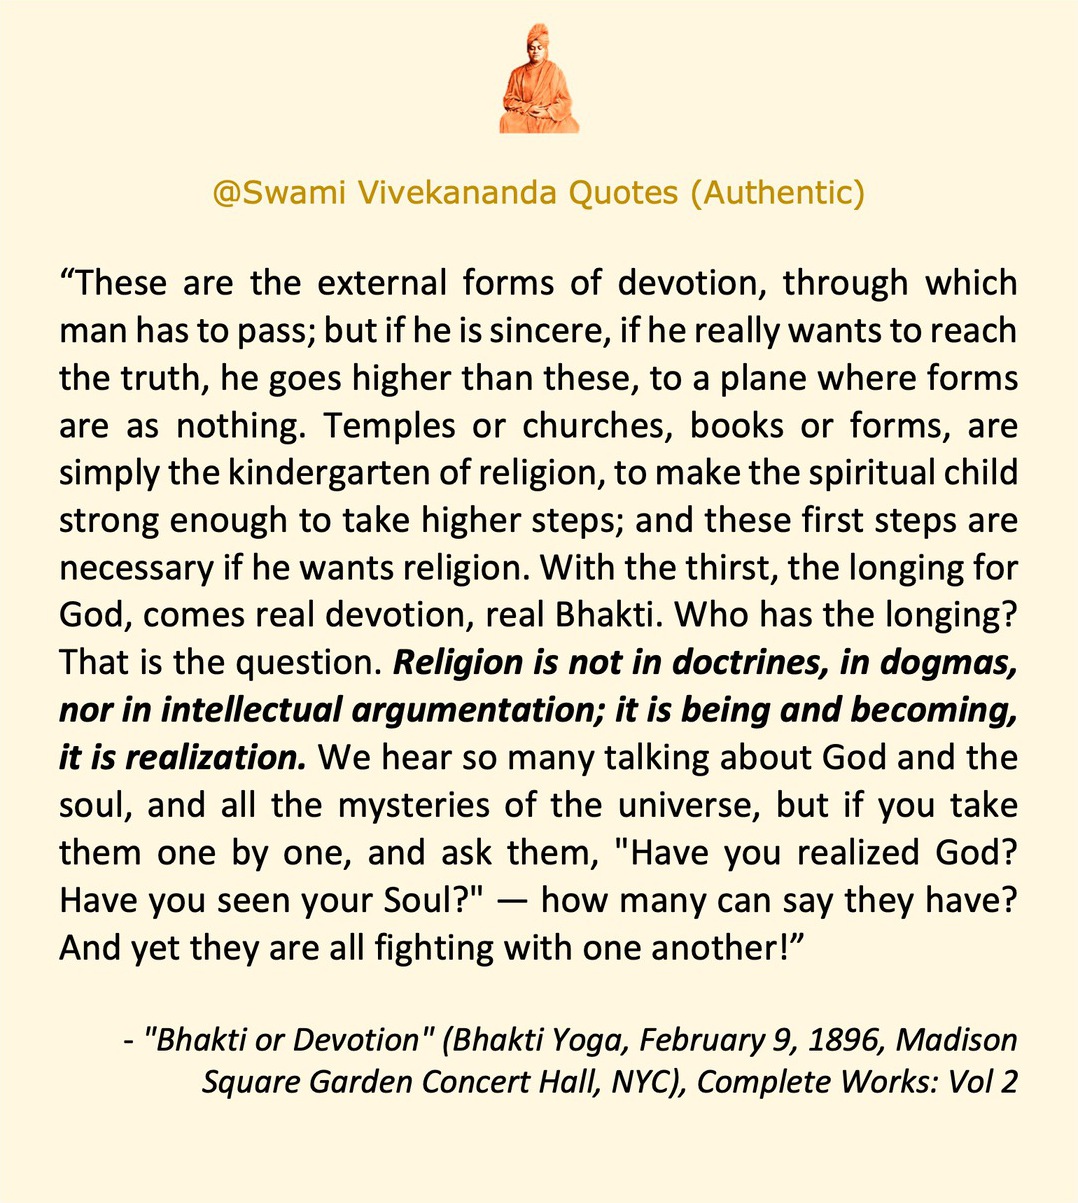 @Swami Vivekananda Quotes (Authentic)
“These are the external forms of devotion, through which
man has to pass; but if he is sincere, if he really wants to reach
the truth, he goes higher than these, to a plane where forms
are as nothing. Temples or churches, books or forms, are
simply the kindergarten of religion, to make the spiritual child
strong enough to take higher steps; and these first steps are
necessary if he wants religion. With the thirst, the longing for
God, comes real devotion, real Bhakti. Who has the longing?
That is the question. Religion is not in doctrines, in dogmas,
nor in intellectual argumentation; it is being and becoming,
it is realization. We hear so many talking about God and the
soul, and all the mysteries of the universe, but if you take
them one by one, and ask them, "Have you realized God?
Have you seen your Soul?" — how many can say they have?
And yet they are all fighting with one another!”
- "Bhakti or Devotion" (Bhakti Yoga, February 9, 1896, Madison
Square Garden Concert Hall, NYC), Complete Works: Vol 2